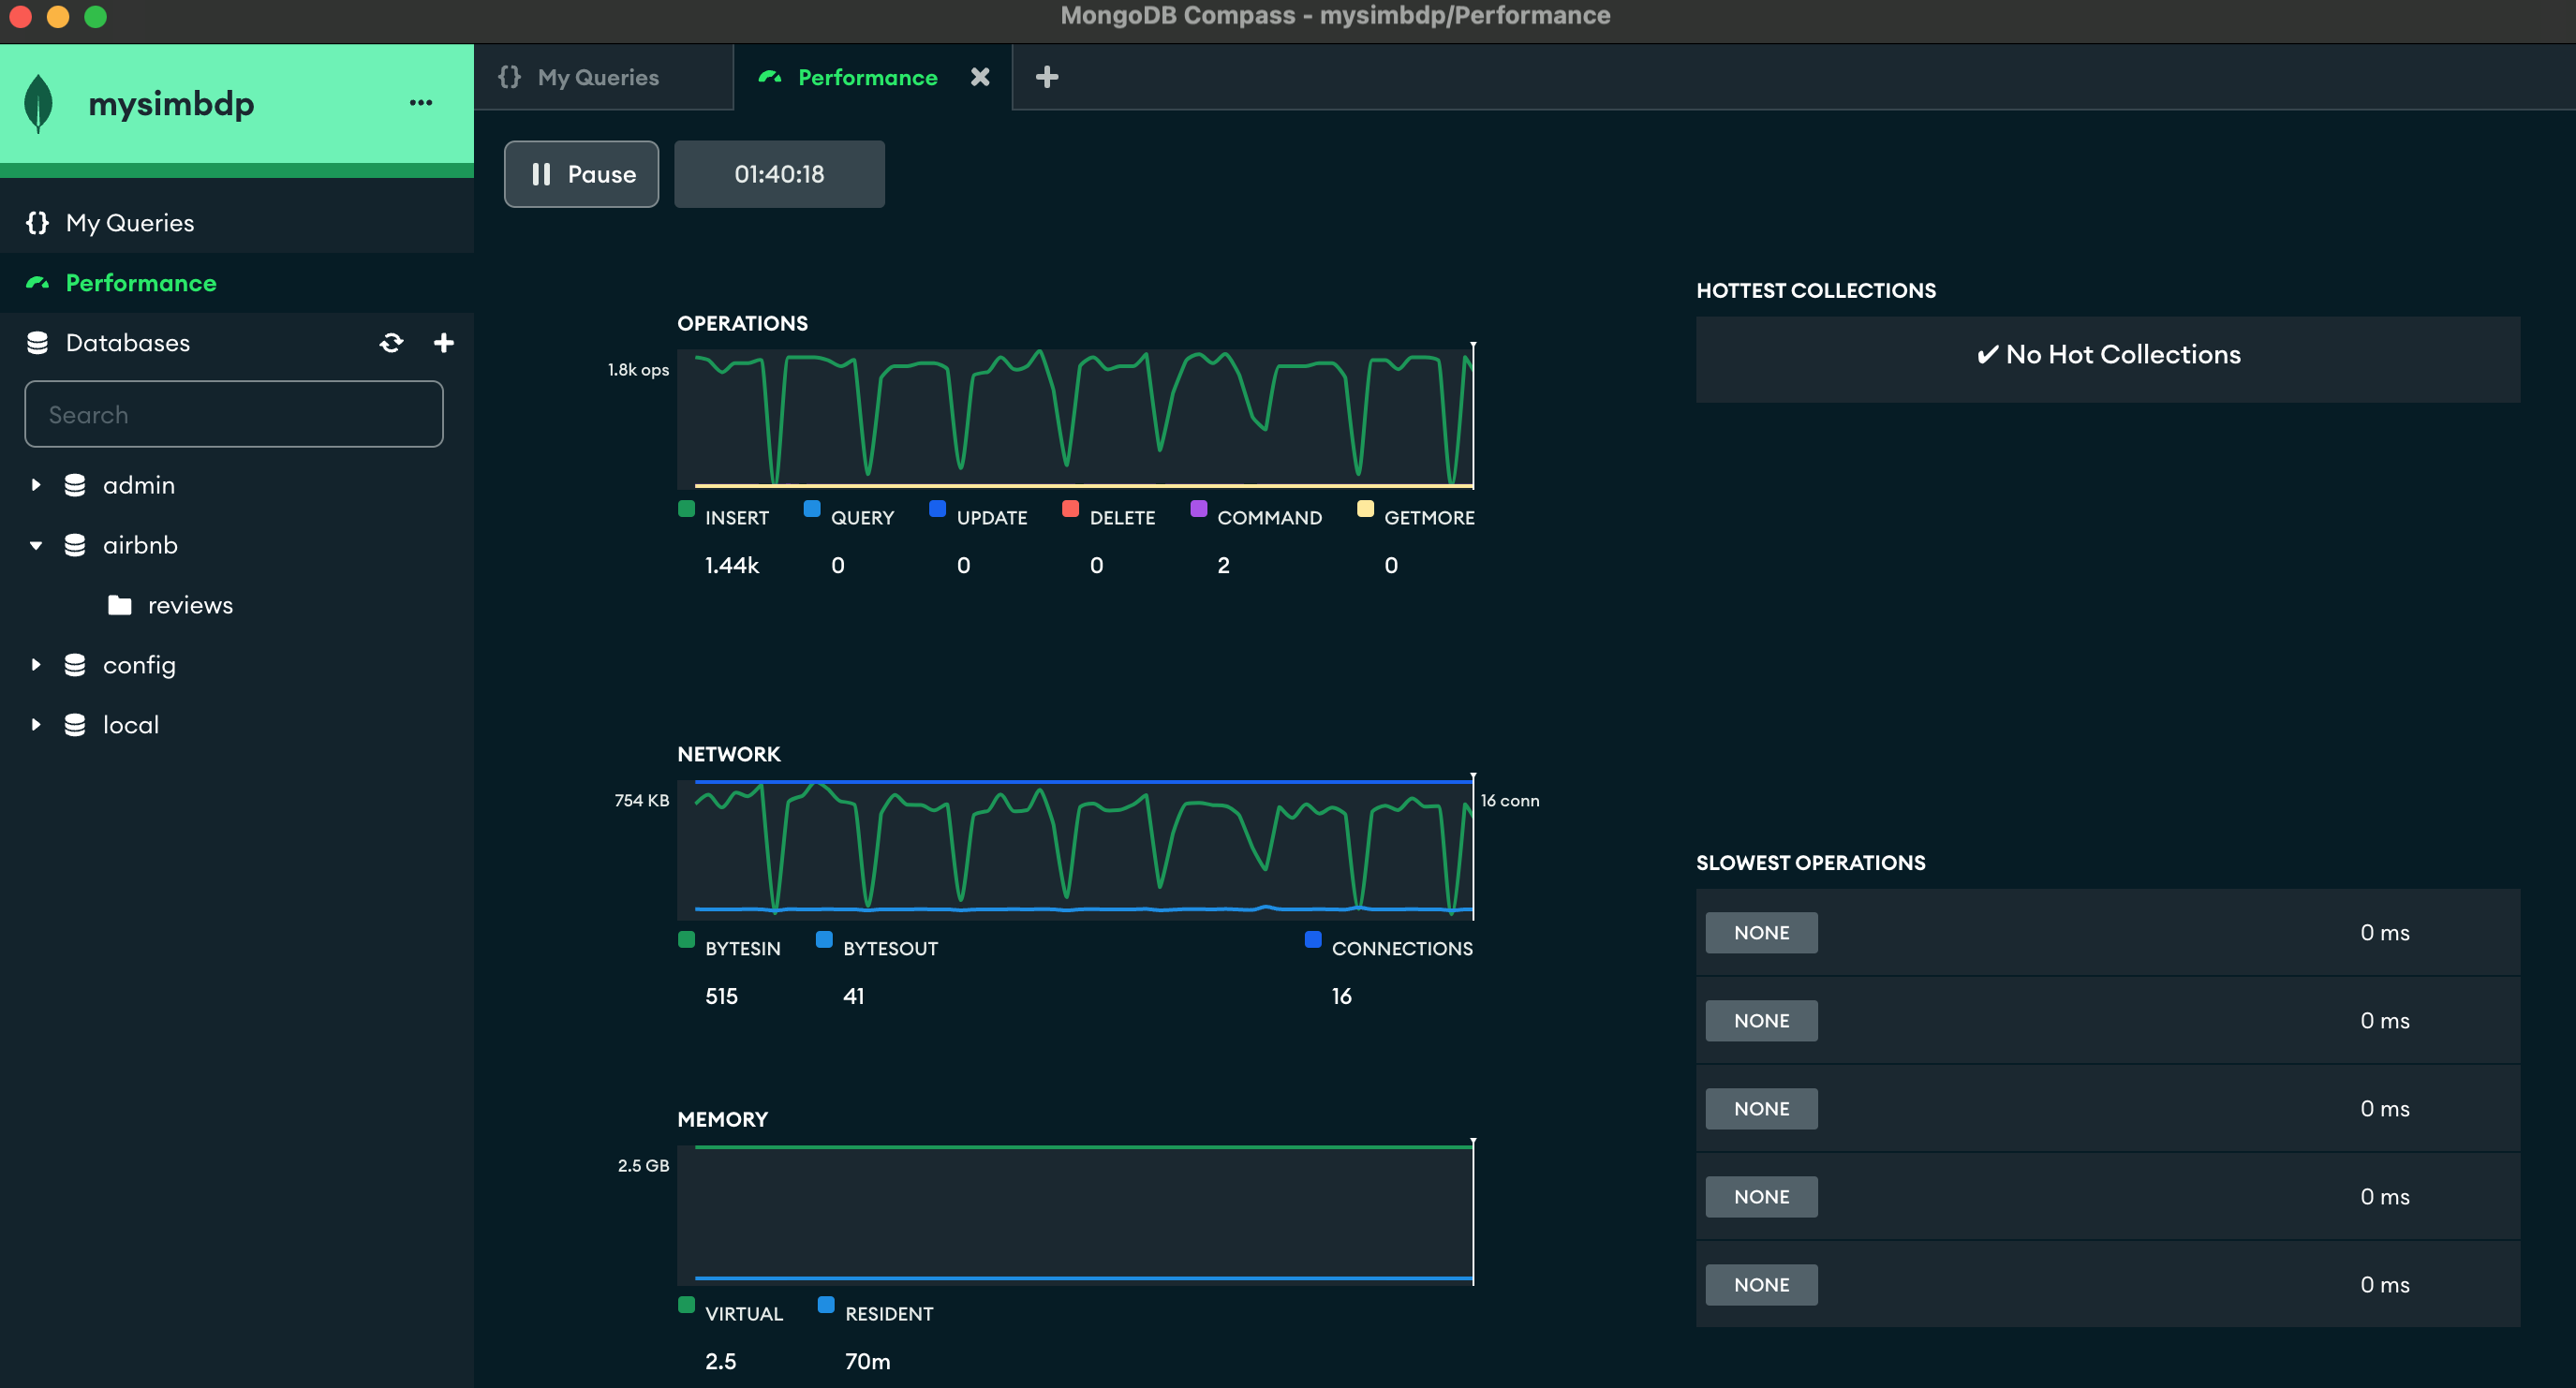 MongoDB Compass - mysimbdp/Performance
mysimbdp
My Queries
Performance
Databases
Search
admin
airbnb
reviews
config
local
My Queries
Performance
Pause
01:40:18
OPERATIONS
1.8k ops
INSERT QUERY UPDATE DELETE COMMAND GETMORE
1.44k 0 0 0 2 0
NETWORK
754 KB
16 conn
BYTESIN BYTESOUT CONNECTIONS
515 41 16
MEMORY
2.5 GB
VIRTUAL RESIDENT
2.5 70m
HOTTEST COLLECTIONS
✔ No Hot Collections
SLOWEST OPERATIONS
NONE 0 ms
NONE 0 ms
NONE 0 ms
NONE 0 ms
NONE 0 ms